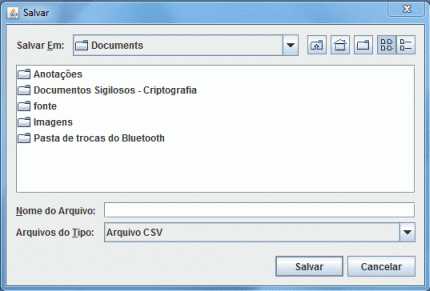 Salvar
Salvar Em: Documents
Anotações
Documentos Sigilosos - Criptografia
fonte
Imagens
Pasta de trocas do Bluetooth
Nome do Arquivo:
Arquivos do Tipo: Arquivo CSV
Salvar Cancelar